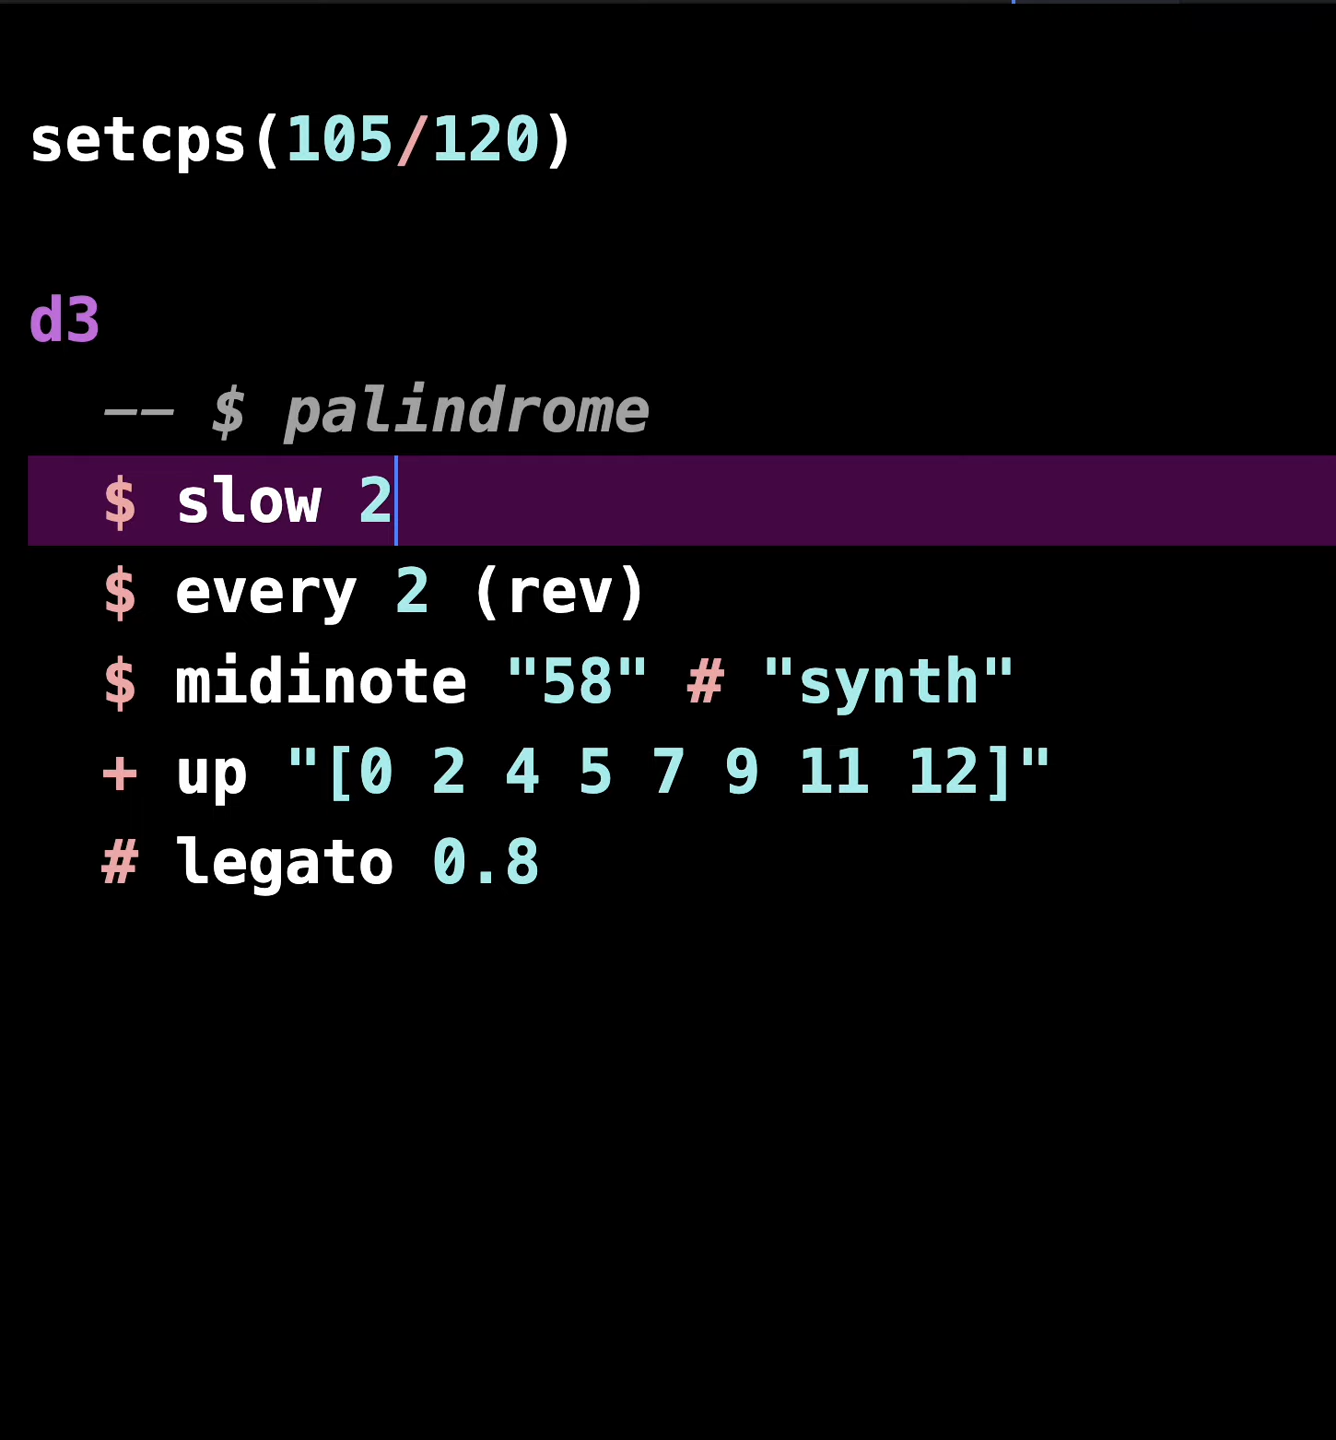 setcps(105/120)
d3
-- $ palindrome
$ slow 2
$ every 2 (rev)
$ midinote "58" # "synth"
+ up "[0 2 4 5 7 9 11 12]"
# legato 0.8